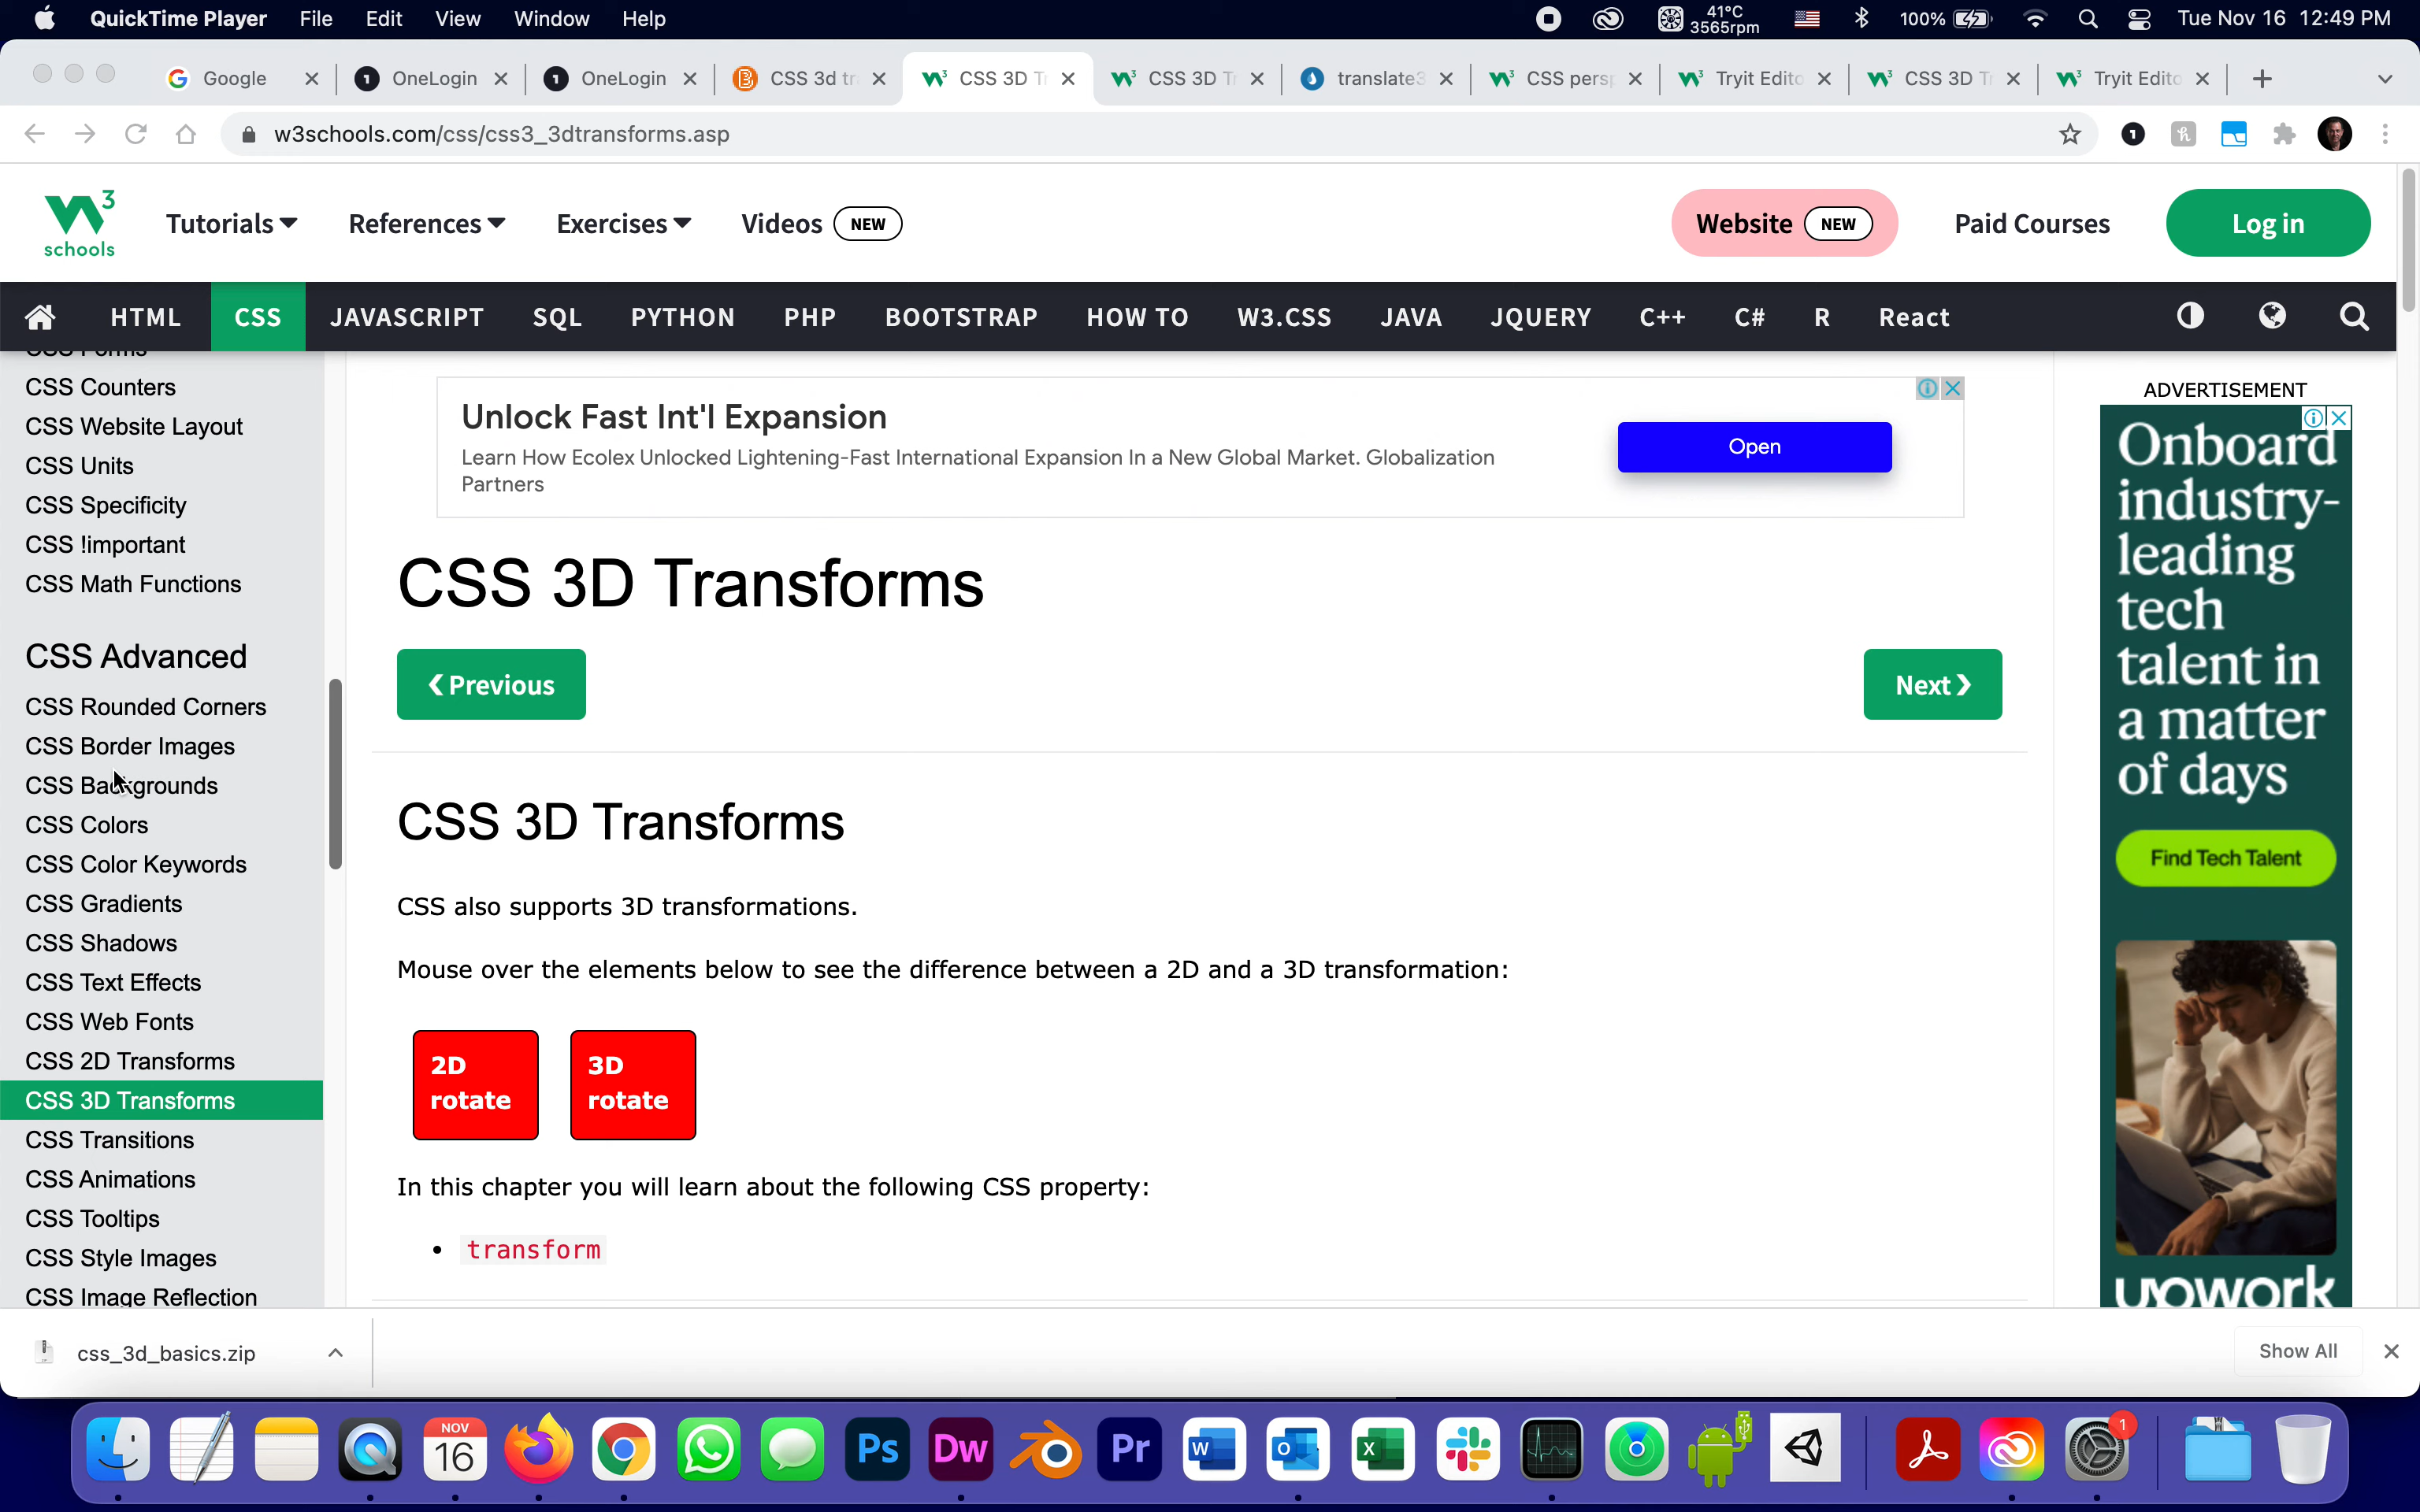 QuickTime Player File Edit View Window Help 41°C 3565rpm 100% Tue Nov 16 12:49 PM
Google OneLogin OneLogin CSS 3d tr CSS 3D T CSS 3D T translate3 CSS persp Tryit Edito CSS 3D T Tryit Edito
w3schools.com/css/css3_3dtransforms.asp
W3 schools Tutorials References Exercises Videos NEW Website NEW Paid Courses Log in
HTML CSS JAVASCRIPT SQL PYTHON PHP BOOTSTRAP HOW TO W3.CSS JAVA JQUERY C++ C# R React
CSS Forms
CSS Counters
CSS Website Layout
CSS Units
CSS Specificity
CSS !important
CSS Math Functions
CSS Advanced
CSS Rounded Corners
CSS Border Images
CSS Backgrounds
CSS Colors
CSS Color Keywords
CSS Gradients
CSS Shadows
CSS Text Effects
CSS Web Fonts
CSS 2D Transforms
CSS 3D Transforms
CSS Transitions
CSS Animations
CSS Tooltips
CSS Style Images
CSS Image Reflection
Unlock Fast Int'l Expansion
Learn How Ecolex Unlocked Lightening-Fast International Expansion In a New Global Market. Globalization
Partners
Open
CSS 3D Transforms
❮ Previous
Next ❯
CSS 3D Transforms
CSS also supports 3D transformations.
Mouse over the elements below to see the difference between a 2D and a 3D transformation:
2D
rotate
3D
rotate
In this chapter you will learn about the following CSS property:
• transform
ADVERTISEMENT
Onboard
industry-
leading
tech
talent in
a matter
of days
Find Tech Talent
upwork
css_3d_basics.zip
Show All
NOV
16
Ps
Dw
Pr
W
O
X
1